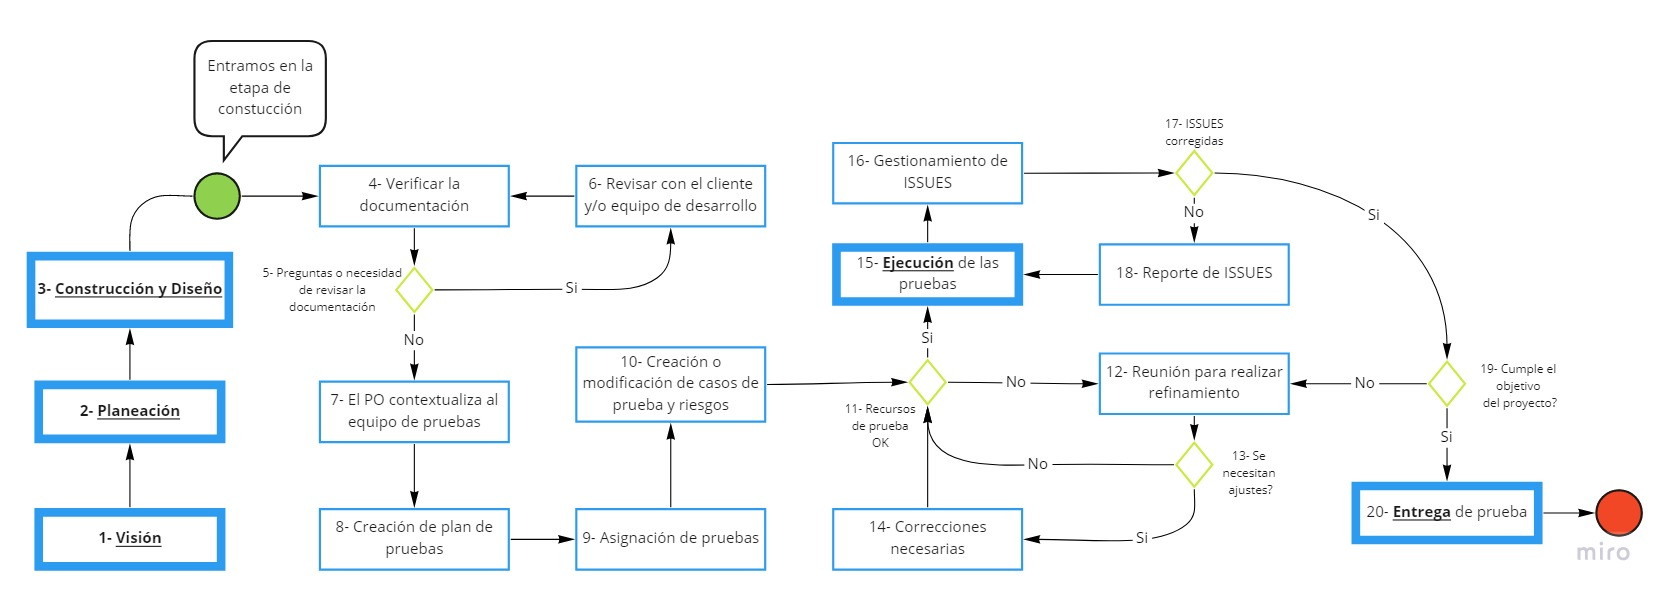 Entramos en la
etapa de
constucción
3- Construcción y Diseño
2- Planeación
1- Visión
4- Verificar la
documentación
5- Preguntas o necesidad
de revisar la
documentación
Si
6- Revisar con el cliente
y/o equipo de desarrollo
No
7- El PO contextualiza al
equipo de pruebas
8- Creación de plan de
pruebas
9- Asignación de pruebas
10- Creación o
modificación de casos de
prueba y riesgos
11- Recursos
de prueba
OK
No
12- Reunión para realizar
refinamiento
13- Se
necesitan
ajustes?
No
Si
14- Correcciones
necesarias
Si
15- Ejecución de las
pruebas
16- Gestionamiento de
ISSUES
17- ISSUES
corregidas
No
18- Reporte de ISSUES
Si
19- Cumple el
objetivo
del proyecto?
No
Si
20- Entrega de prueba
miro